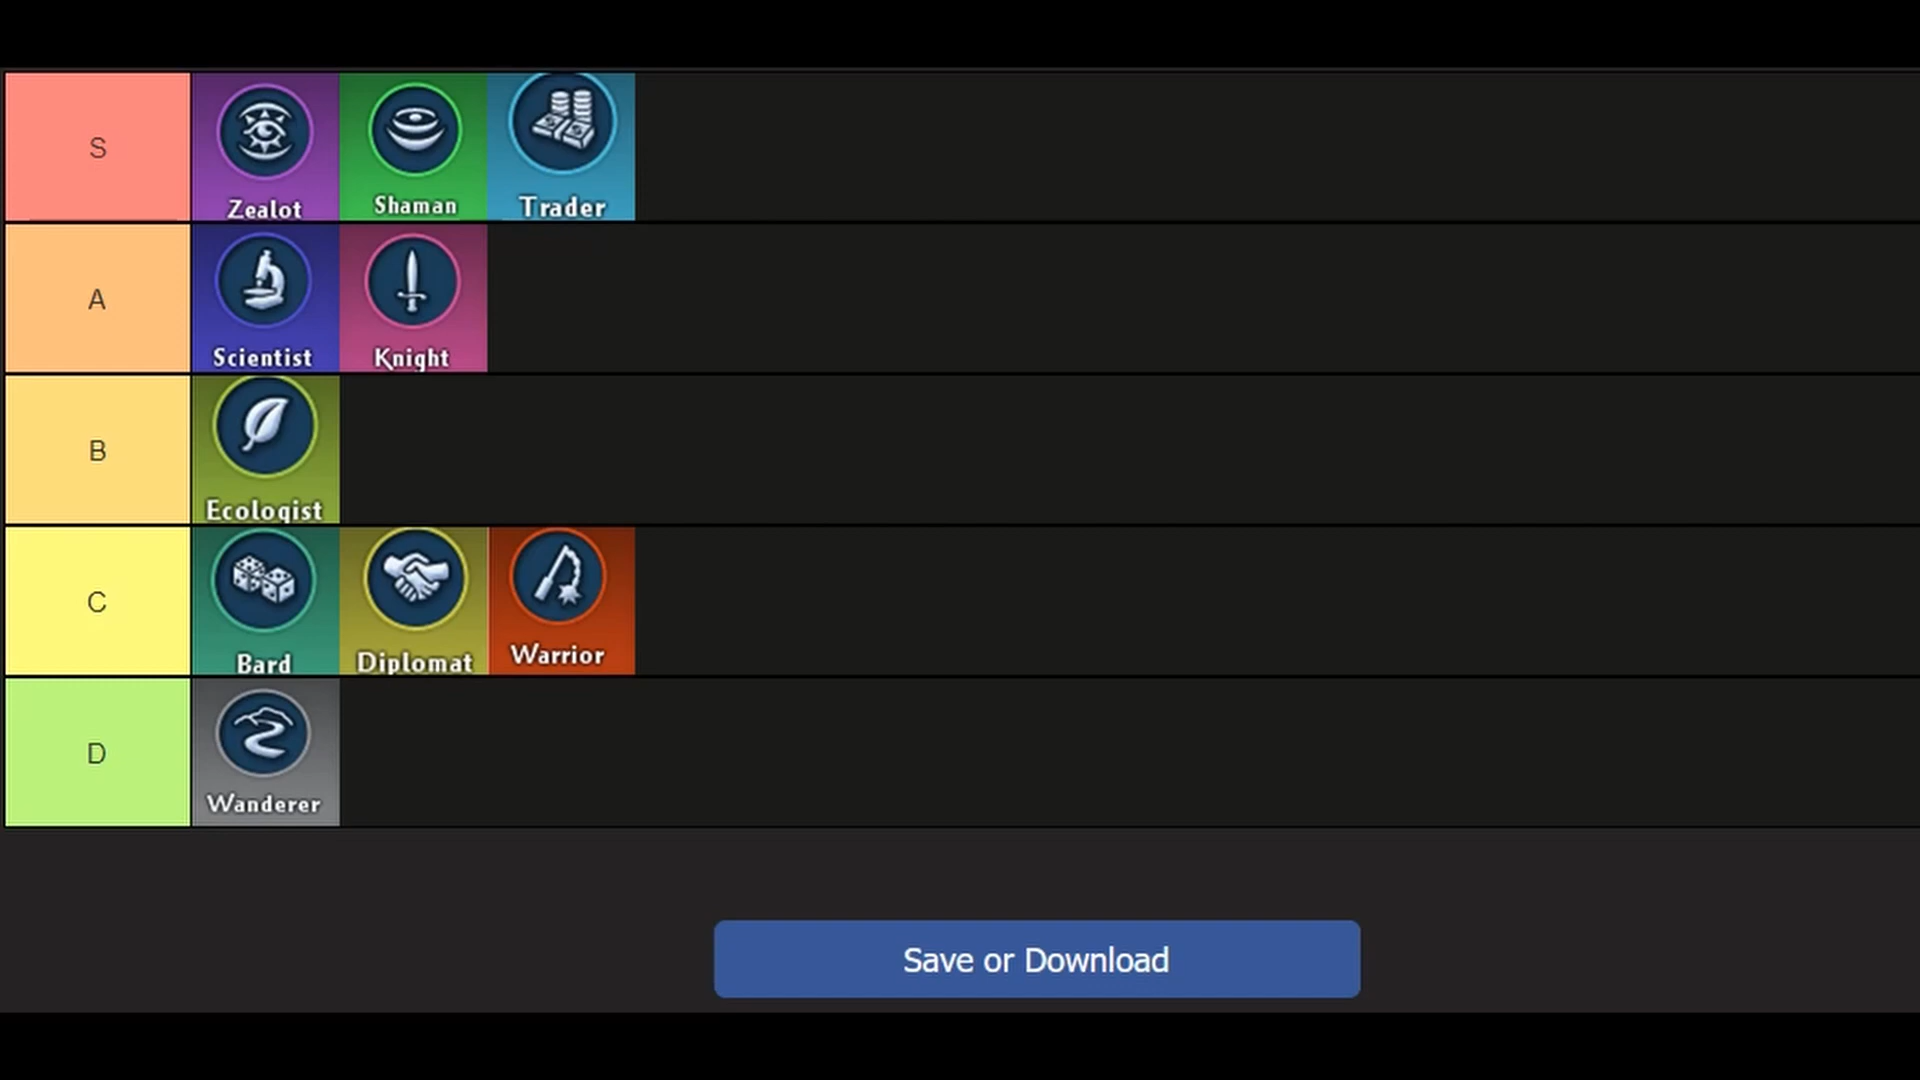 S
Zealot
Shaman
Trader
A
Scientist
Knight
B
Ecologist
C
Bard
Diplomat
Warrior
D
Wanderer
Save or Download